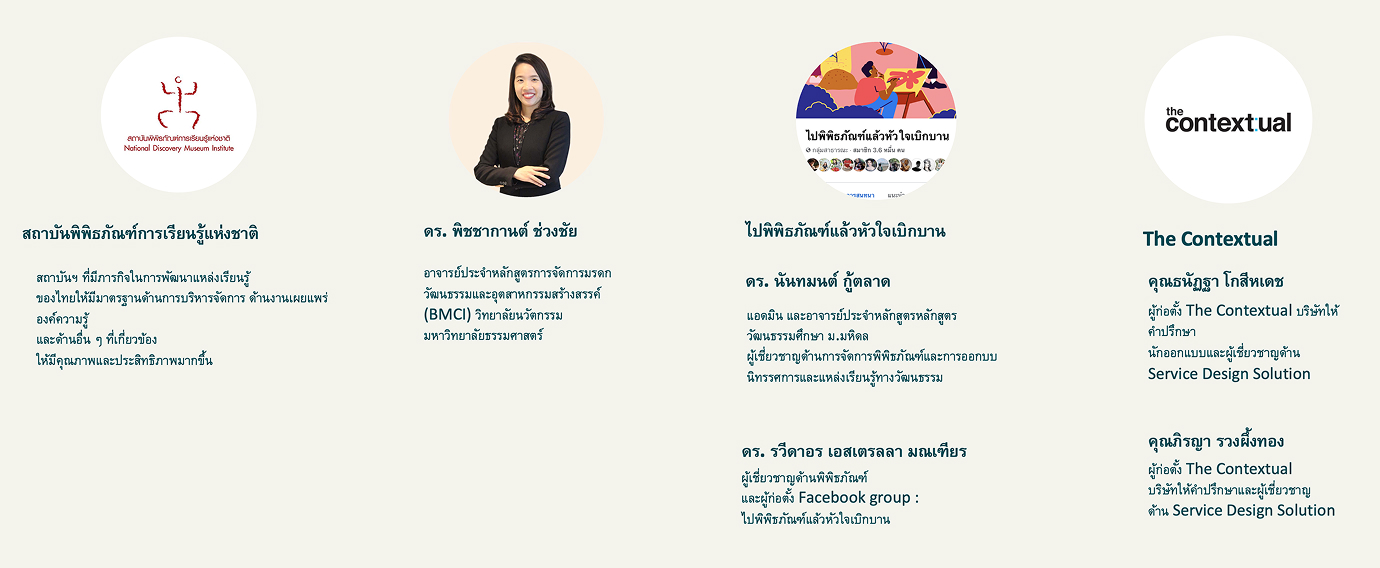 สถาบันพิพิธภัณฑ์การเรียนรู้แห่งชาติ
National Discovery Museum Institute
สถาบันพิพิธภัณฑ์การเรียนรู้แห่งชาติ
สถาบันฯ ที่มีภารกิจในการพัฒนาแหล่งเรียนรู้
ของไทยให้มีมาตรฐานด้านการบริหารจัดการ ด้านงานเผยแพร่
องค์ความรู้
และด้านอื่น ๆ ที่เกี่ยวข้อง
ให้มีคุณภาพและประสิทธิภาพมากขึ้น
ดร. พิชชากานต์ ช่วงชัย
อาจารย์ประจำหลักสูตรการจัดการมรดก
วัฒนธรรมและอุตสาหกรรมสร้างสรรค์
(BMCI) วิทยาลัยนวัตกรรม
มหาวิทยาลัยธรรมศาสตร์
ไปพิพิธภัณฑ์แล้วหัวใจเบิกบาน
กลุ่มสาธารณะ · สมาชิก 3.6 หมื่น คน
ไปพิพิธภัณฑ์แล้วหัวใจเบิกบาน
ดร. นันทมนต์ กู้ตลาด
แอดมิน และอาจารย์ประจำหลักสูตรหลักสูตร
วัฒนธรรมศึกษา ม.มหิดล
ผู้เชี่ยวชาญด้านการจัดการพิพิธภัณฑ์และการออกบบ
นิทรรศการและแหล่งเรียนรู้ทางวัฒนธรรม
ดร. รวีดาอร เอสเตรลลา มณเฑียร
ผู้เชี่ยวชาญด้านพิพิธภัณฑ์
และผู้ก่อตั้ง Facebook group :
ไปพิพิธภัณฑ์แล้วหัวใจเบิกบาน
the
context:ual
The Contextual
คุณธนัฏฐา โกสีหเดช
ผู้ก่อตั้ง The Contextual บริษัทให้
คำปรึกษา
นักออกแบบและผู้เชี่ยวชาญด้าน
Service Design Solution
คุณภิรญา รวงผึ้งทอง
ผู้ก่อตั้ง The Contextual
บริษัทให้คำปรึกษาและผู้เชี่ยวชาญ
ด้าน Service Design Solution